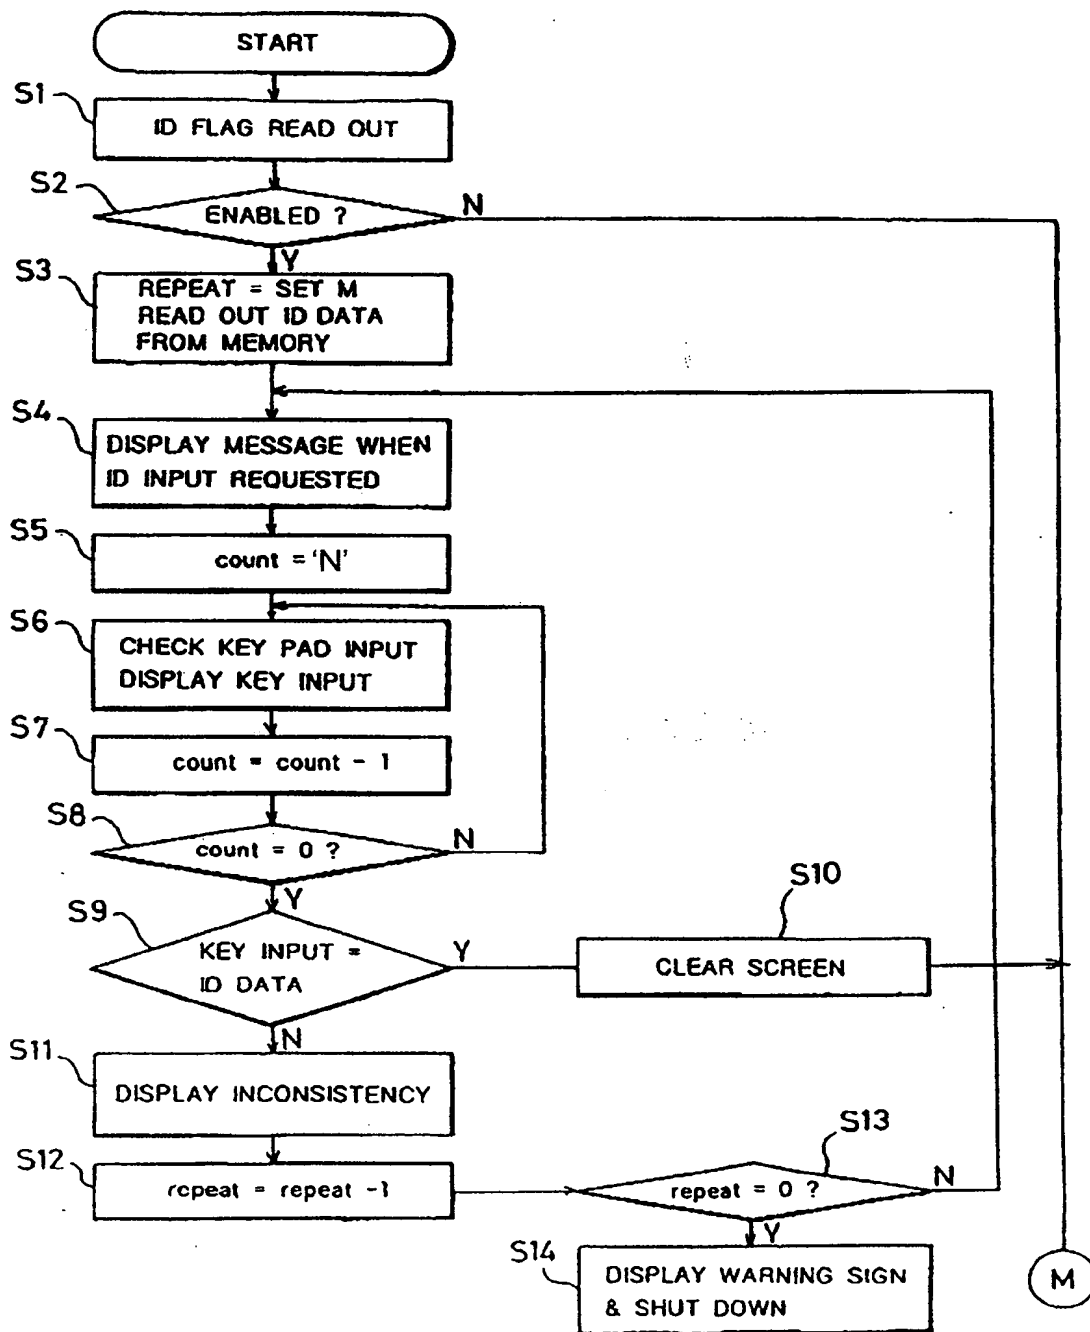 START
S1
ID FLAG READ OUT
S2
ENABLED ?
N
Y
S3
REPEAT = SET M
READ OUT ID DATA
FROM MEMORY
S4
DISPLAY MESSAGE WHEN
ID INPUT REQUESTED
S5
count = 'N'
S6
CHECK KEY PAD INPUT
DISPLAY KEY INPUT
S7
count = count - 1
S8
count = 0 ?
N
Y
S9
KEY INPUT =
ID DATA
Y
S10
CLEAR SCREEN
N
S11
DISPLAY INCONSISTENCY
S12
repeat = repeat -1
S13
repeat = 0 ?
N
Y
S14
DISPLAY WARNING SIGN
& SHUT DOWN
M